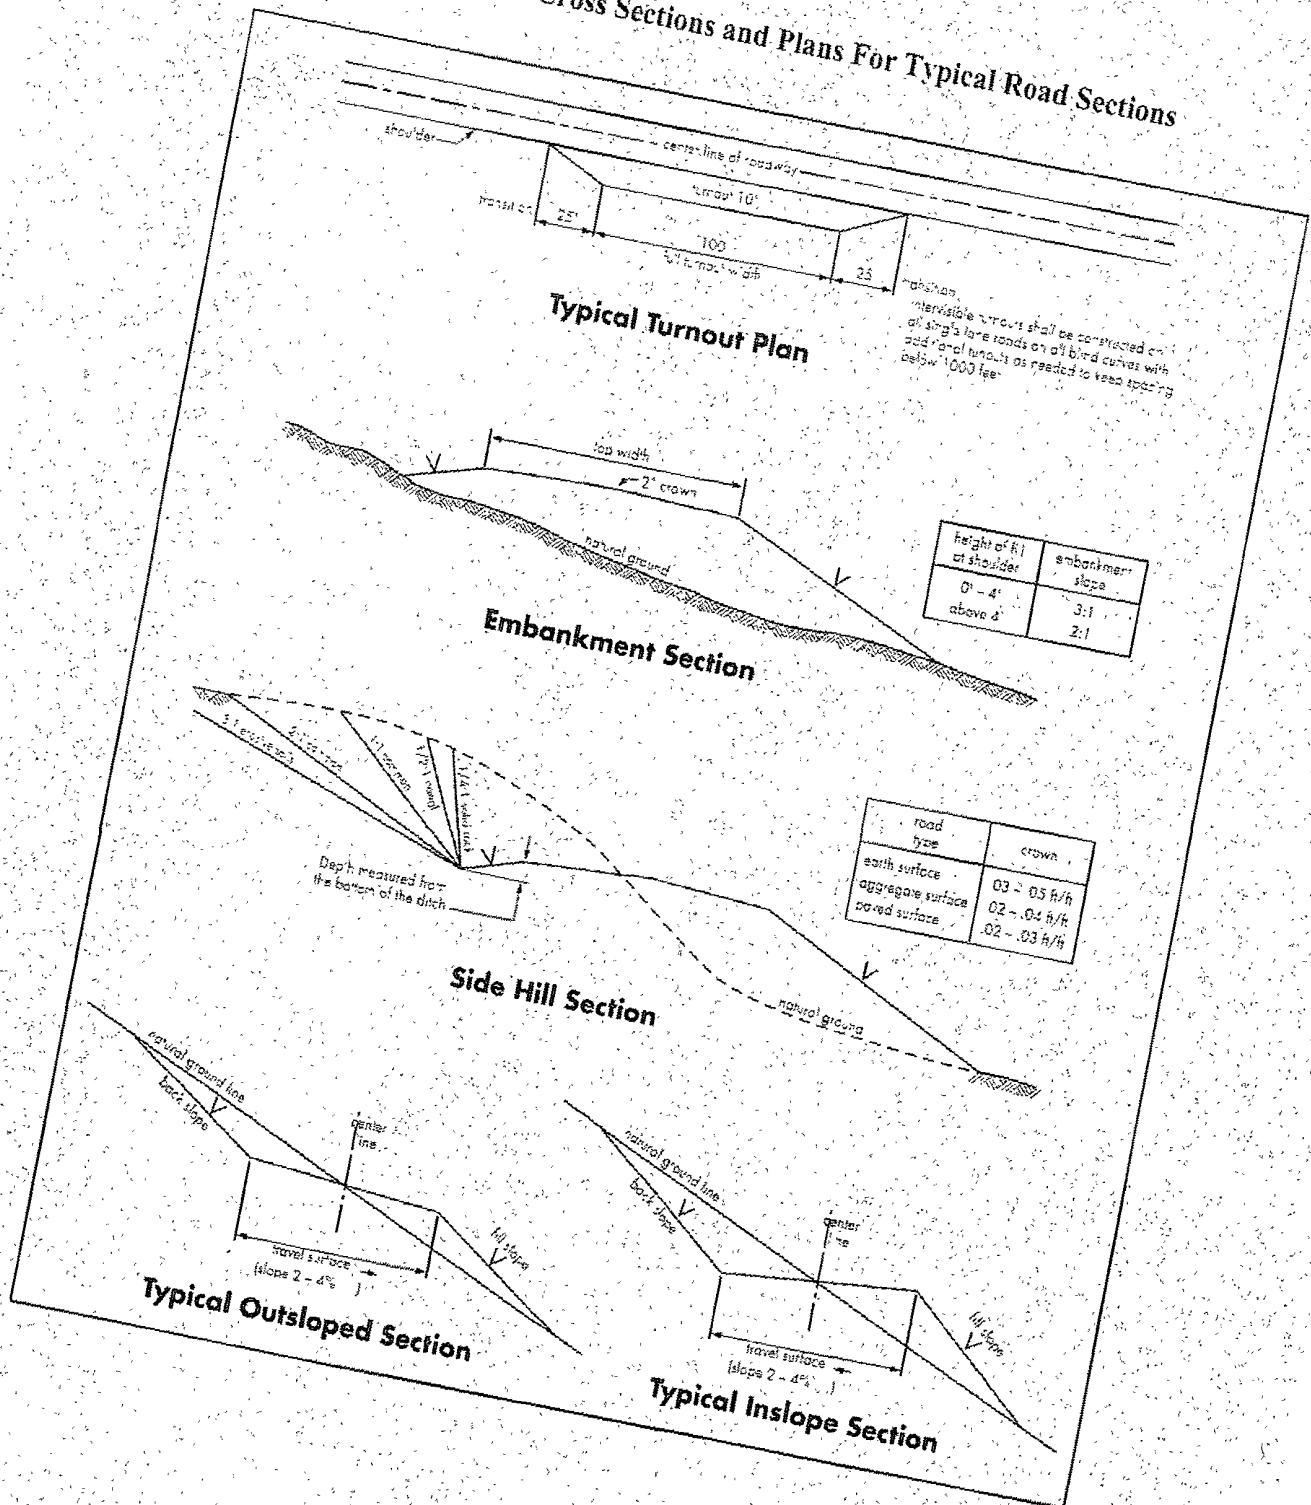 Cross Sections and Plans For Typical Road Sections
shoulder
center line of roadway
turnout 10'
transition
25'
100'
full turnout width
25
transition
Intervisible turnouts shall be constructed on
all single lane roads on all blind curves with
additional turnouts as needed to keep spacing
below 1000 feet
Typical Turnout Plan
top width
2" crown
natural ground
height of fill
at shoulder
embankment
slope
0' – 4'
3:1
above 4'
2:1
Embankment Section
1:1
1/4:1 solid rock
Depth measured from
the bottom of the ditch
road
type
crown
earth surface
.03 – .05 ft/ft
aggregate surface
.02 – .04 ft/ft
paved surface
.02 – .03 ft/ft
natural ground
Side Hill Section
natural ground line
back slope
center
line
fill slope
travel surface
(slope 2 – 4% )
Typical Outsloped Section
natural ground line
back slope
center
line
fill slope
travel surface
(slope 2 – 4% )
Typical Inslope Section